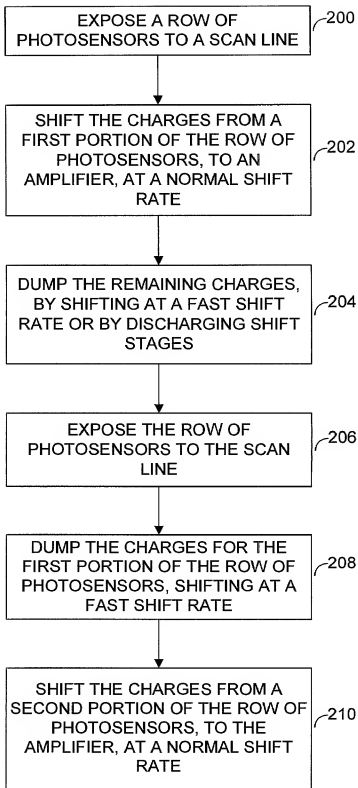 EXPOSE A ROW OF
PHOTOSENSORS TO A SCAN LINE
200
SHIFT THE CHARGES FROM A
FIRST PORTION OF THE ROW OF
PHOTOSENSORS, TO AN
AMPLIFIER, AT A NORMAL SHIFT
RATE
202
DUMP THE REMAINING CHARGES,
BY SHIFTING AT A FAST SHIFT
RATE OR BY DISCHARGING SHIFT
STAGES
204
EXPOSE THE ROW OF
PHOTOSENSORS TO THE SCAN
LINE
206
DUMP THE CHARGES FOR THE
FIRST PORTION OF THE ROW OF
PHOTOSENSORS, SHIFTING AT A
FAST SHIFT RATE
208
SHIFT THE CHARGES FROM A
SECOND PORTION OF THE ROW OF
PHOTOSENSORS, TO THE
AMPLIFIER, AT A NORMAL SHIFT
RATE
210